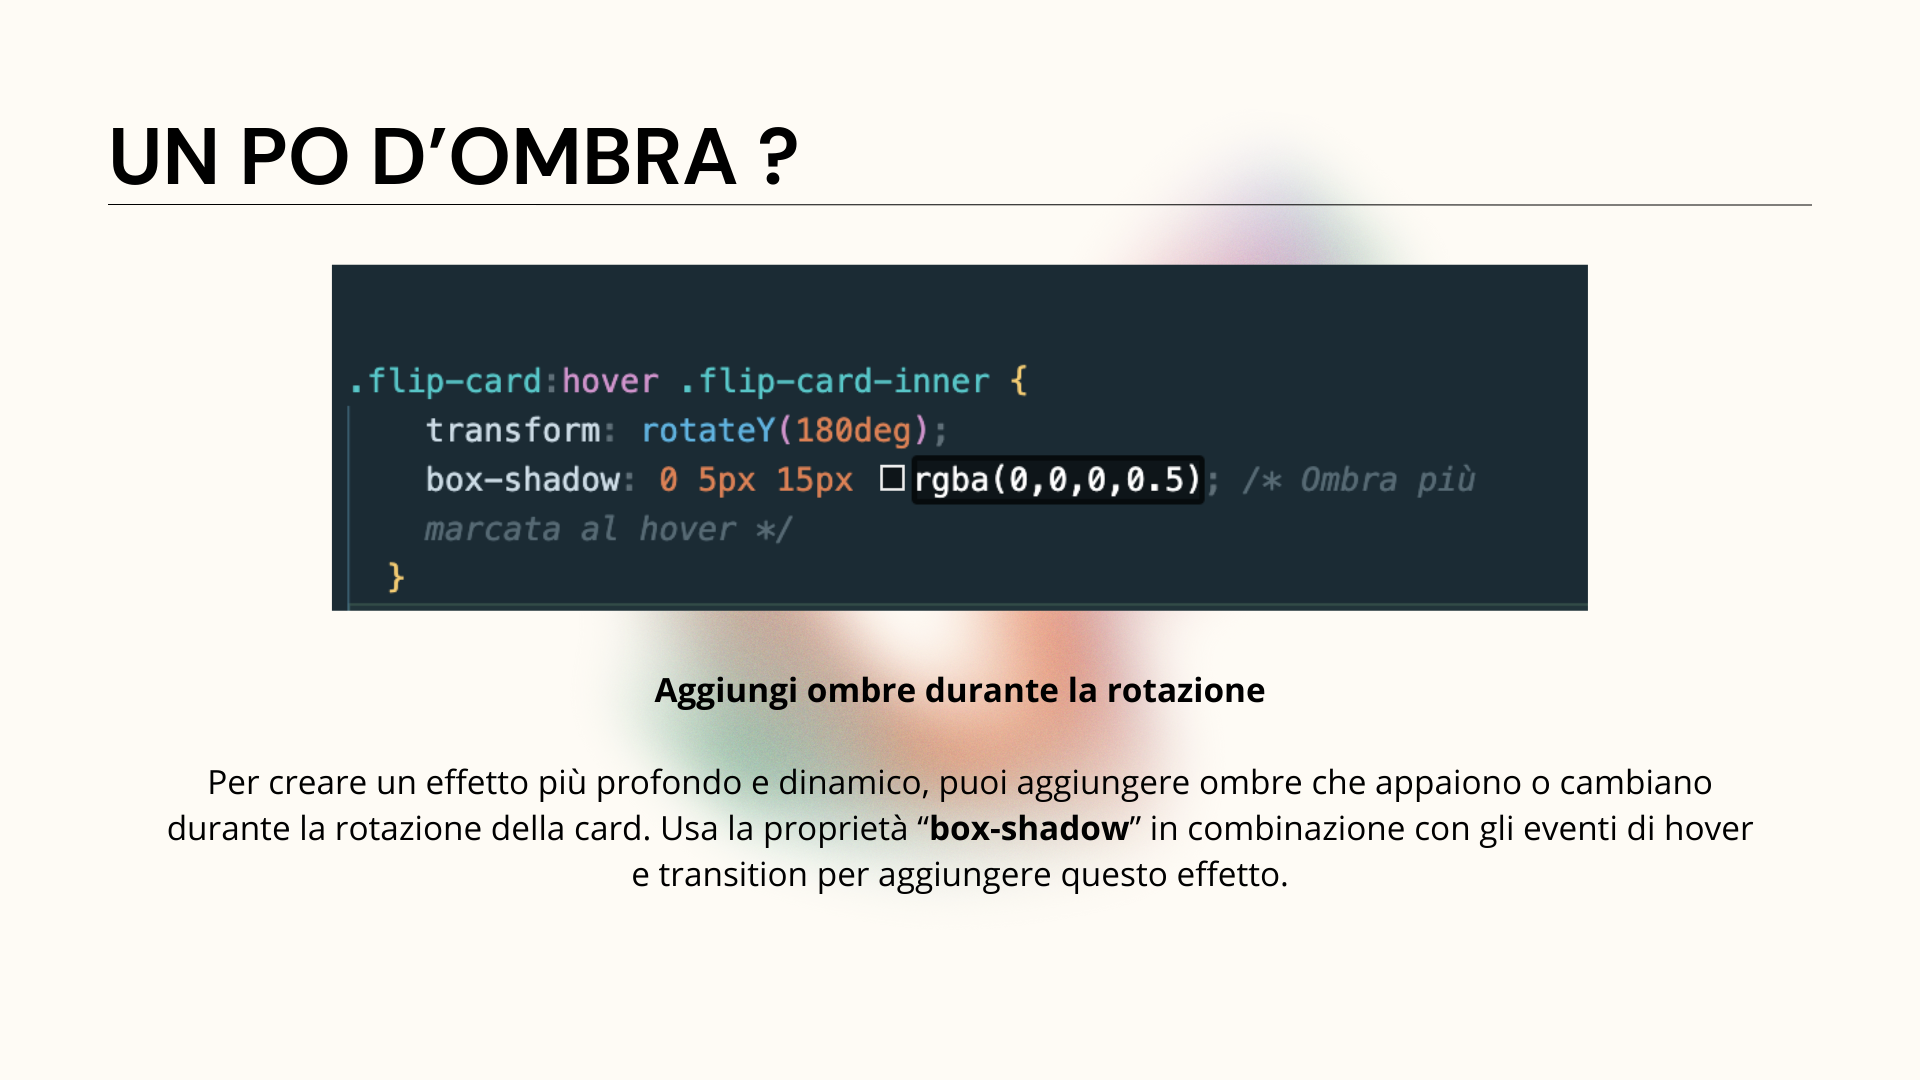 UN PO D’OMBRA ?
.flip-card:hover .flip-card-inner {
transform: rotateY(180deg);
box-shadow: 0 5px 15px rgba(0,0,0,0.5); /* Ombra più
marcata al hover */
}
Aggiungi ombre durante la rotazione
Per creare un effetto più profondo e dinamico, puoi aggiungere ombre che appaiono o cambiano
durante la rotazione della card. Usa la proprietà “box-shadow” in combinazione con gli eventi di hover
e transition per aggiungere questo effetto.